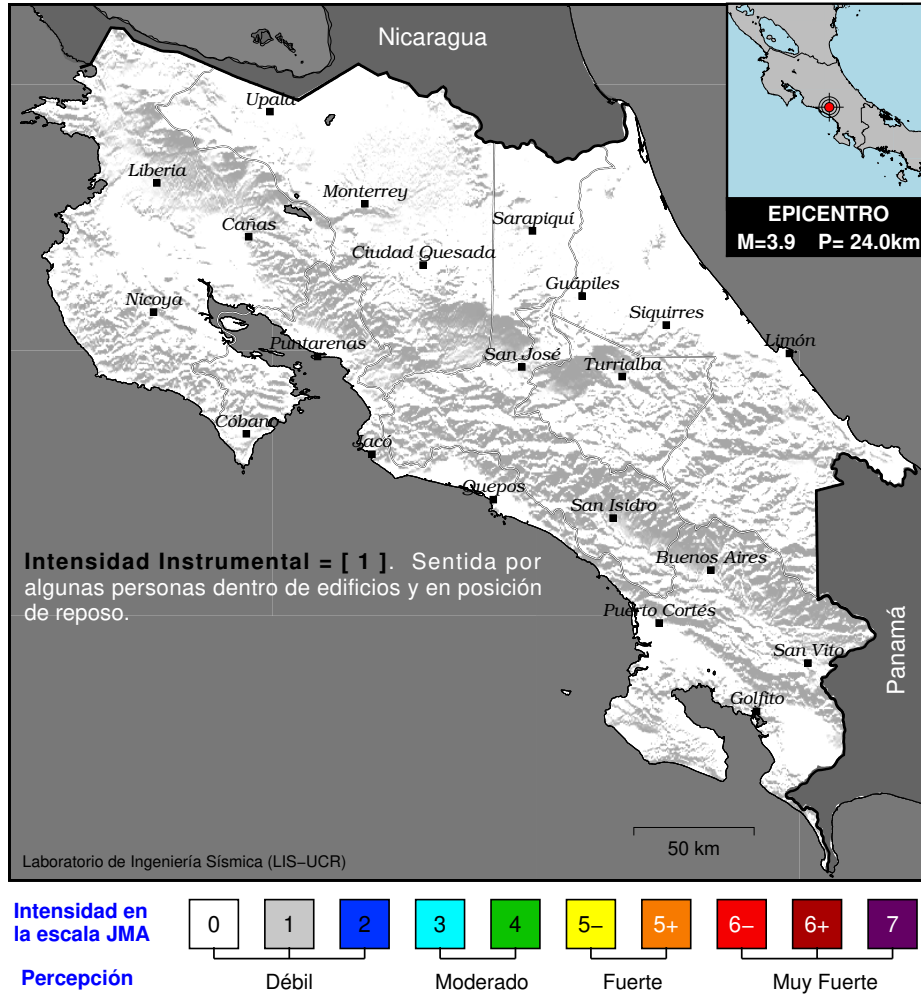 Nicaragua
Upala
Liberia
Monterrey
Cañas
Sarapiquí
Ciudad Quesada
Guápiles
Nicoya
Siquirres
Puntarenas
San José
Limón
Turrialba
Cóbano
Jacó
Quepos
San Isidro
Buenos Aires
Puerto Cortés
San Vito
Golfito
Panamá
EPICENTRO
M=3.9 P= 24.0km
Intensidad Instrumental = [ 1 ]. Sentida por
algunas personas dentro de edificios y en posición
de reposo.
50 km
Laboratorio de Ingeniería Sísmica (LIS−UCR)
Intensidad en
la escala JMA
0 1 2 3 4 5− 5+ 6− 6+ 7
Percepción
Débil Moderado Fuerte Muy Fuerte